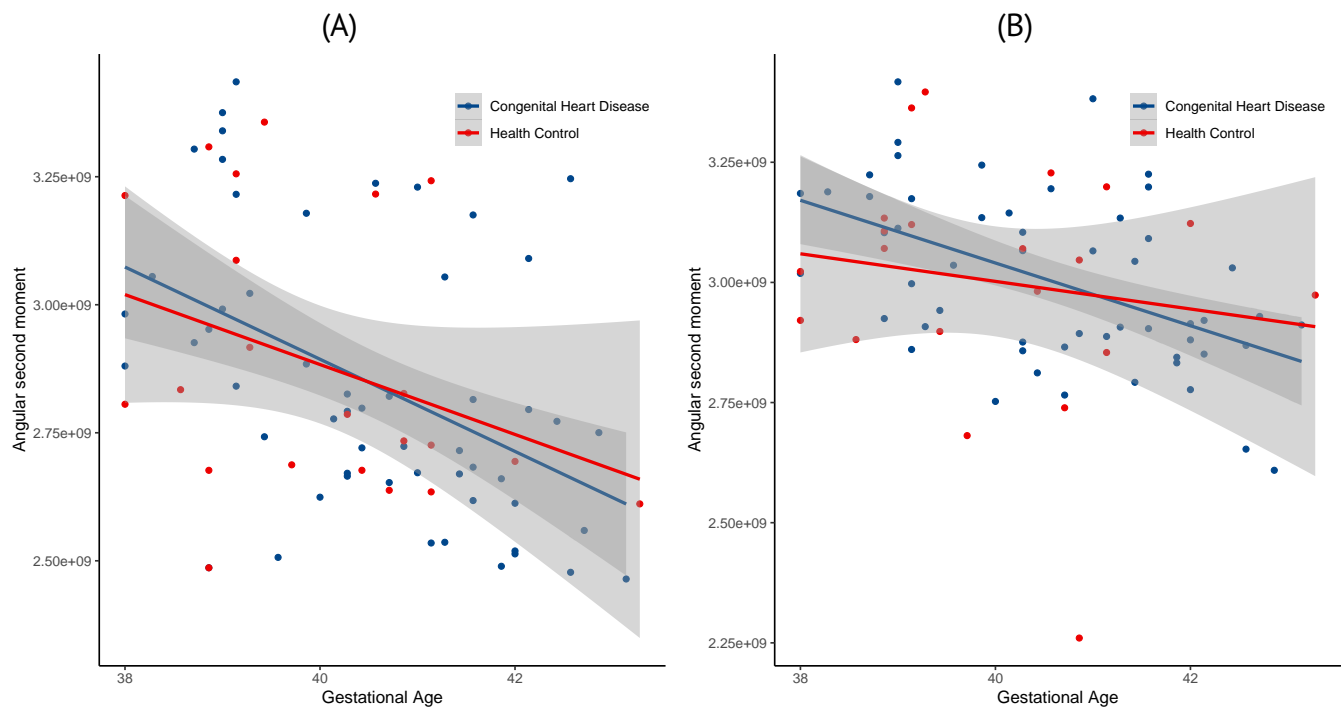 (A)
Angular second moment
3.25e+09
3.00e+09
2.75e+09
2.50e+09
38
40
42
Gestational Age
Congenital Heart Disease
Health Control
(B)
Angular second moment
3.25e+09
3.00e+09
2.75e+09
2.50e+09
2.25e+09
38
40
42
Gestational Age
Congenital Heart Disease
Health Control